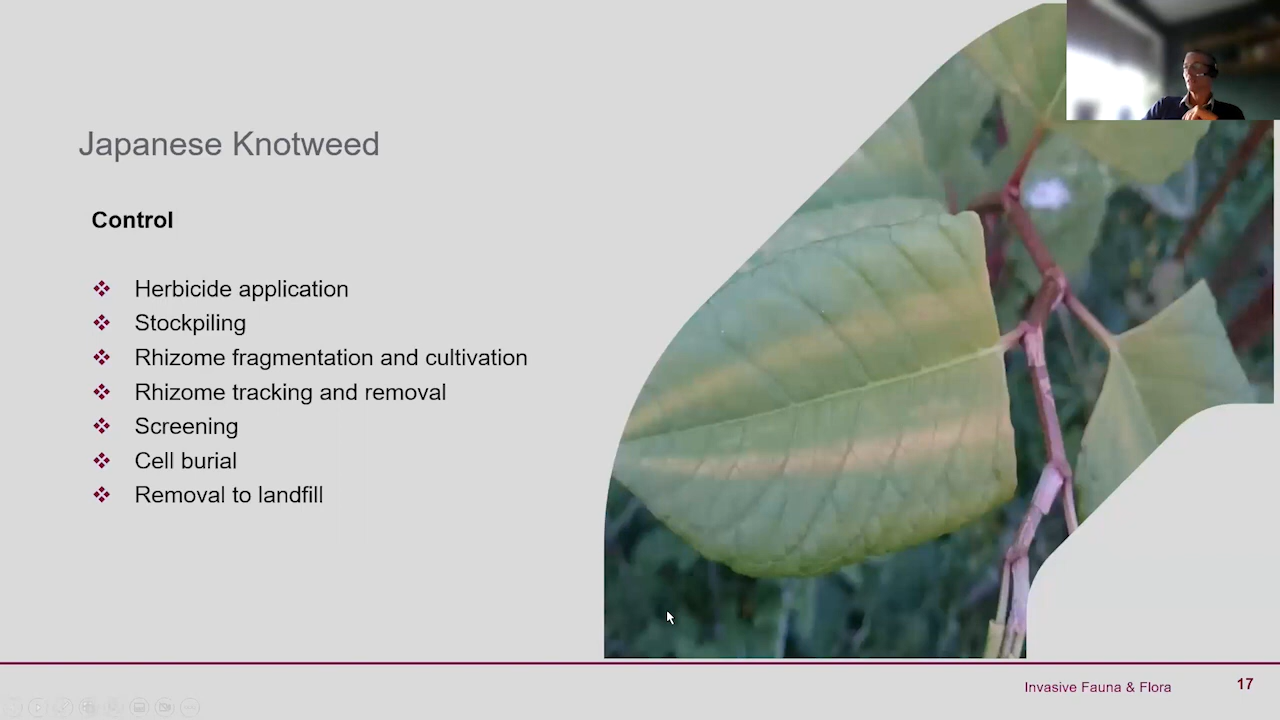 Japanese Knotweed
Control
Herbicide application
Stockpiling
Rhizome fragmentation and cultivation
Rhizome tracking and removal
Screening
Cell burial
Removal to landfill
Invasive Fauna & Flora
17